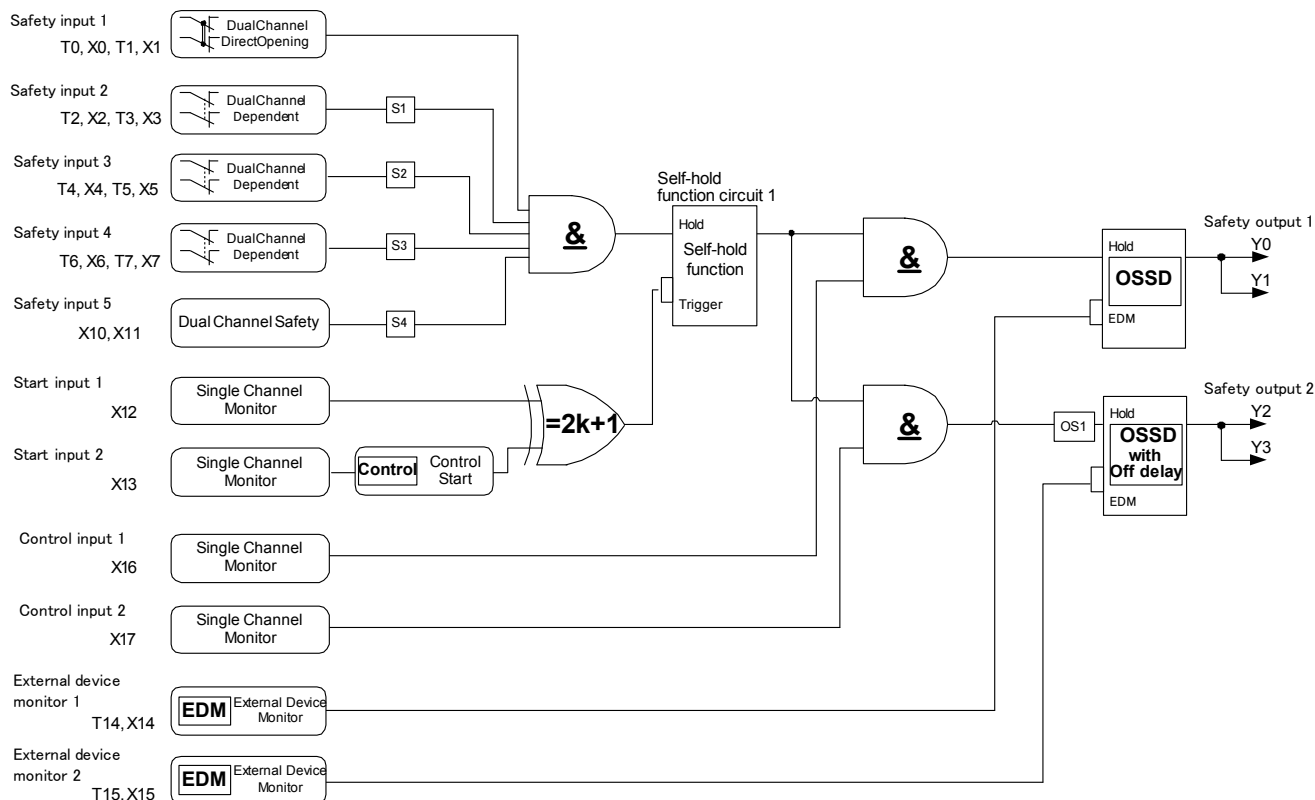 Safety input 1
T0, X0, T1, X1
DualChannel
DirectOpening
Safety input 2
T2, X2, T3, X3
DualChannel
Dependent
S1
Safety input 3
T4, X4, T5, X5
DualChannel
Dependent
S2
Safety input 4
T6, X6, T7, X7
DualChannel
Dependent
S3
Safety input 5
X10, X11
Dual Channel Safety
S4
&
Self-hold
function circuit 1
Hold
Self-hold
function
Trigger
&
Safety output 1
Hold
OSSD
EDM
Y0
Y1
Start input 1
X12
Single Channel
Monitor
=2k+1
Start input 2
X13
Single Channel
Monitor
Control
Control
Start
&
OS1
Safety output 2
Hold
OSSD
with
Off delay
EDM
Y2
Y3
Control input 1
X16
Single Channel
Monitor
Control input 2
X17
Single Channel
Monitor
External device
monitor 1
T14, X14
EDM
External Device
Monitor
External device
monitor 2
T15, X15
EDM
External Device
Monitor